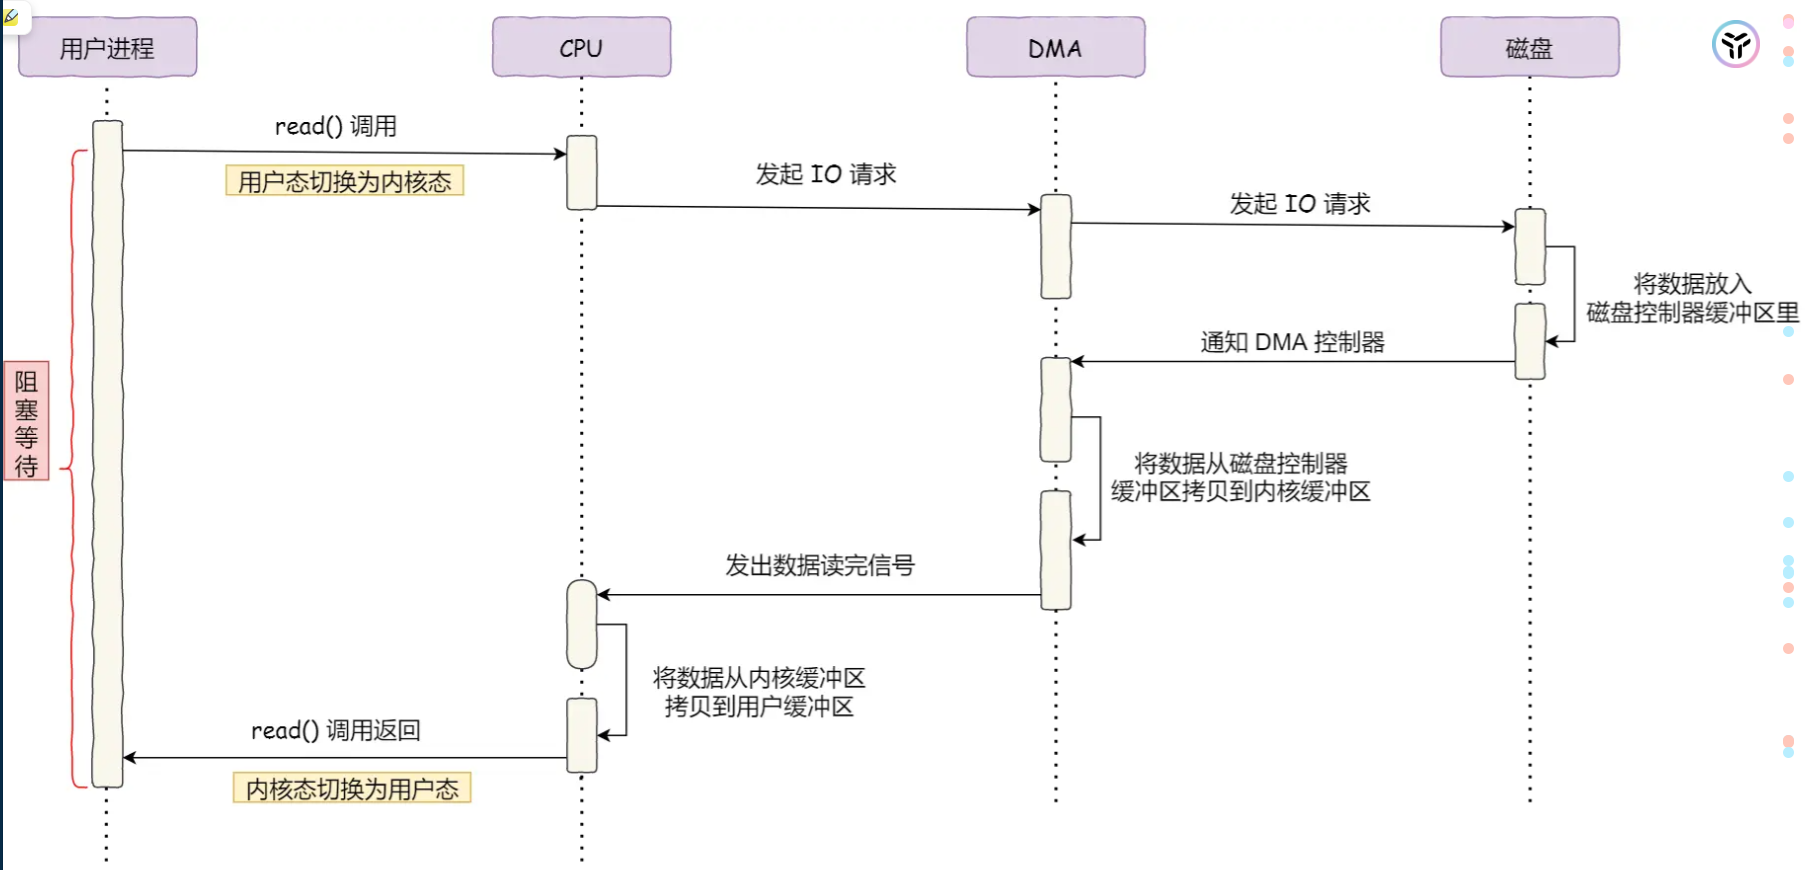 用户进程
CPU
DMA
磁盘
read() 调用
用户态切换为内核态
发起 IO 请求
发起 IO 请求
将数据放入
磁盘控制器缓冲区里
通知 DMA 控制器
阻
塞
等
待
将数据从磁盘控制器
缓冲区拷贝到内核缓冲区
发出数据读完信号
将数据从内核缓冲区
拷贝到用户缓冲区
read() 调用返回
内核态切换为用户态